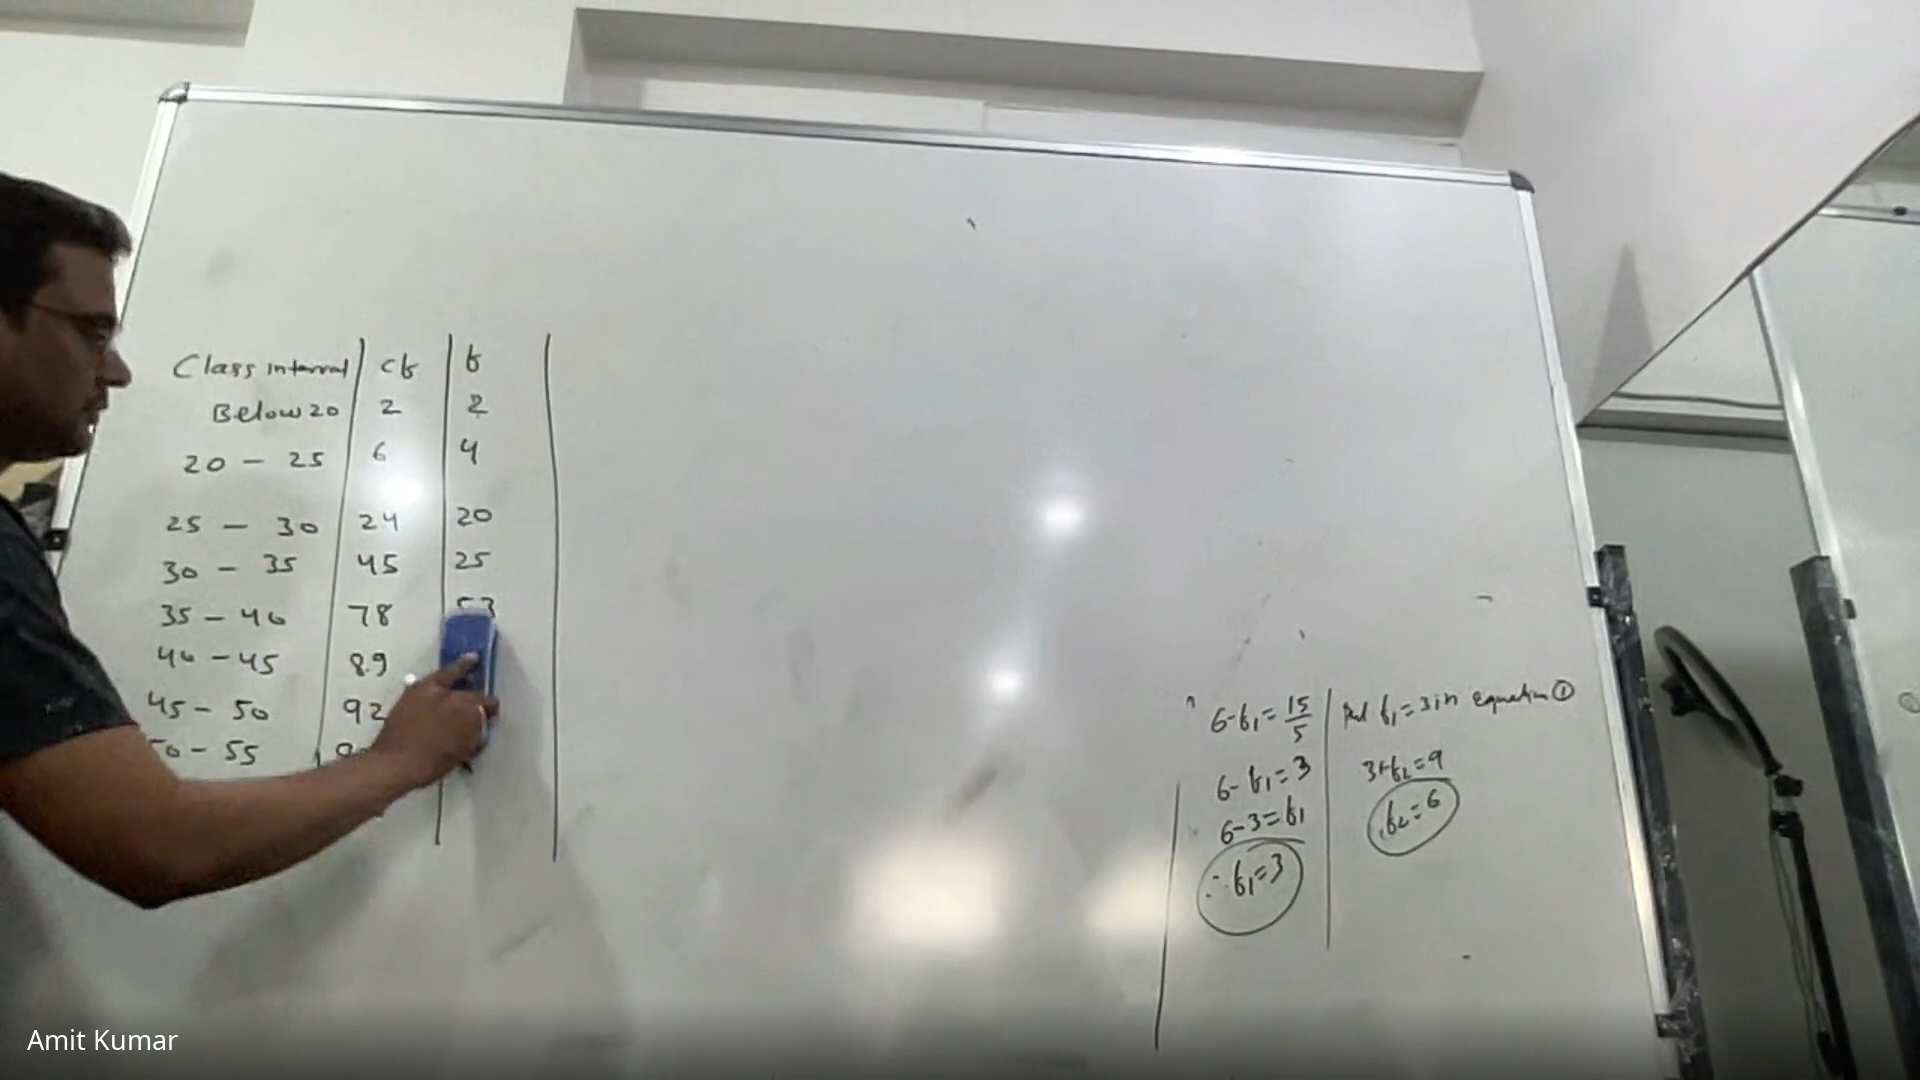 Class interval cf f
Below 20 2 2
20 - 25 6 4
25 - 30 24 20
30 - 35 45 25
35 - 40 78 53
40 - 45 89
45 - 50 92
- 55
6-f1 = 15/5
6-f1 = 3
6-3 = f1
∴ f1 = 3
Put f1 = 3 in equation ①
3+f2 = 9
f2 = 6
Amit Kumar